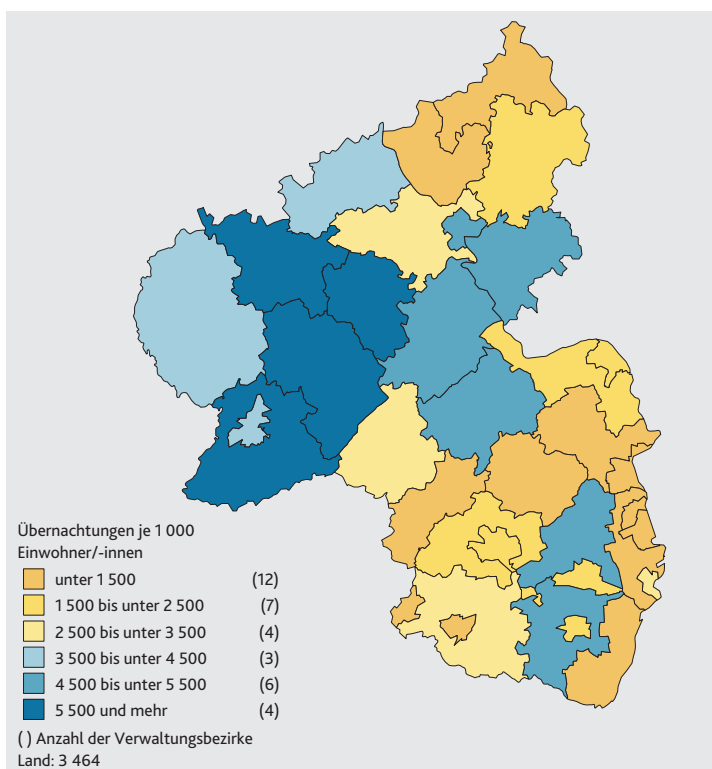 Übernachtungen je 1 000
Einwohner/-innen
unter 1 500 (12)
1 500 bis unter 2 500 (7)
2 500 bis unter 3 500 (4)
3 500 bis unter 4 500 (3)
4 500 bis unter 5 500 (6)
5 500 und mehr (4)
( ) Anzahl der Verwaltungsbezirke
Land: 3 464